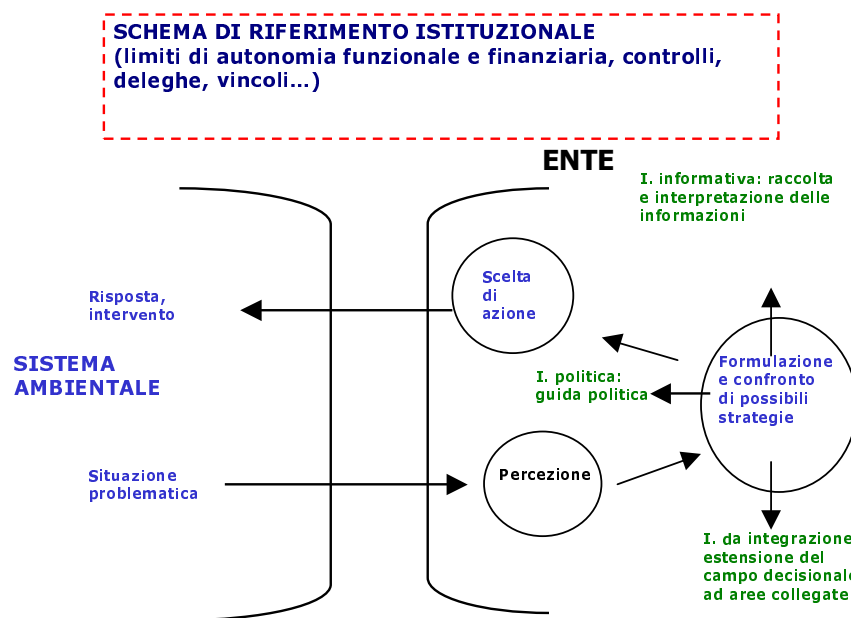 SCHEMA DI RIFERIMENTO ISTITUZIONALE
(limiti di autonomia funzionale e finanziaria, controlli,
deleghe, vincoli…)
ENTE
I. informativa: raccolta
e interpretazione delle
informazioni
Scelta
di
azione
Risposta,
intervento
SISTEMA
AMBIENTALE
I. politica:
guida politica
Formulazione
e confronto
di possibili
strategie
Situazione
problematica
Percezione
I. da integrazione
estensione del
campo decisionale
ad aree collegate